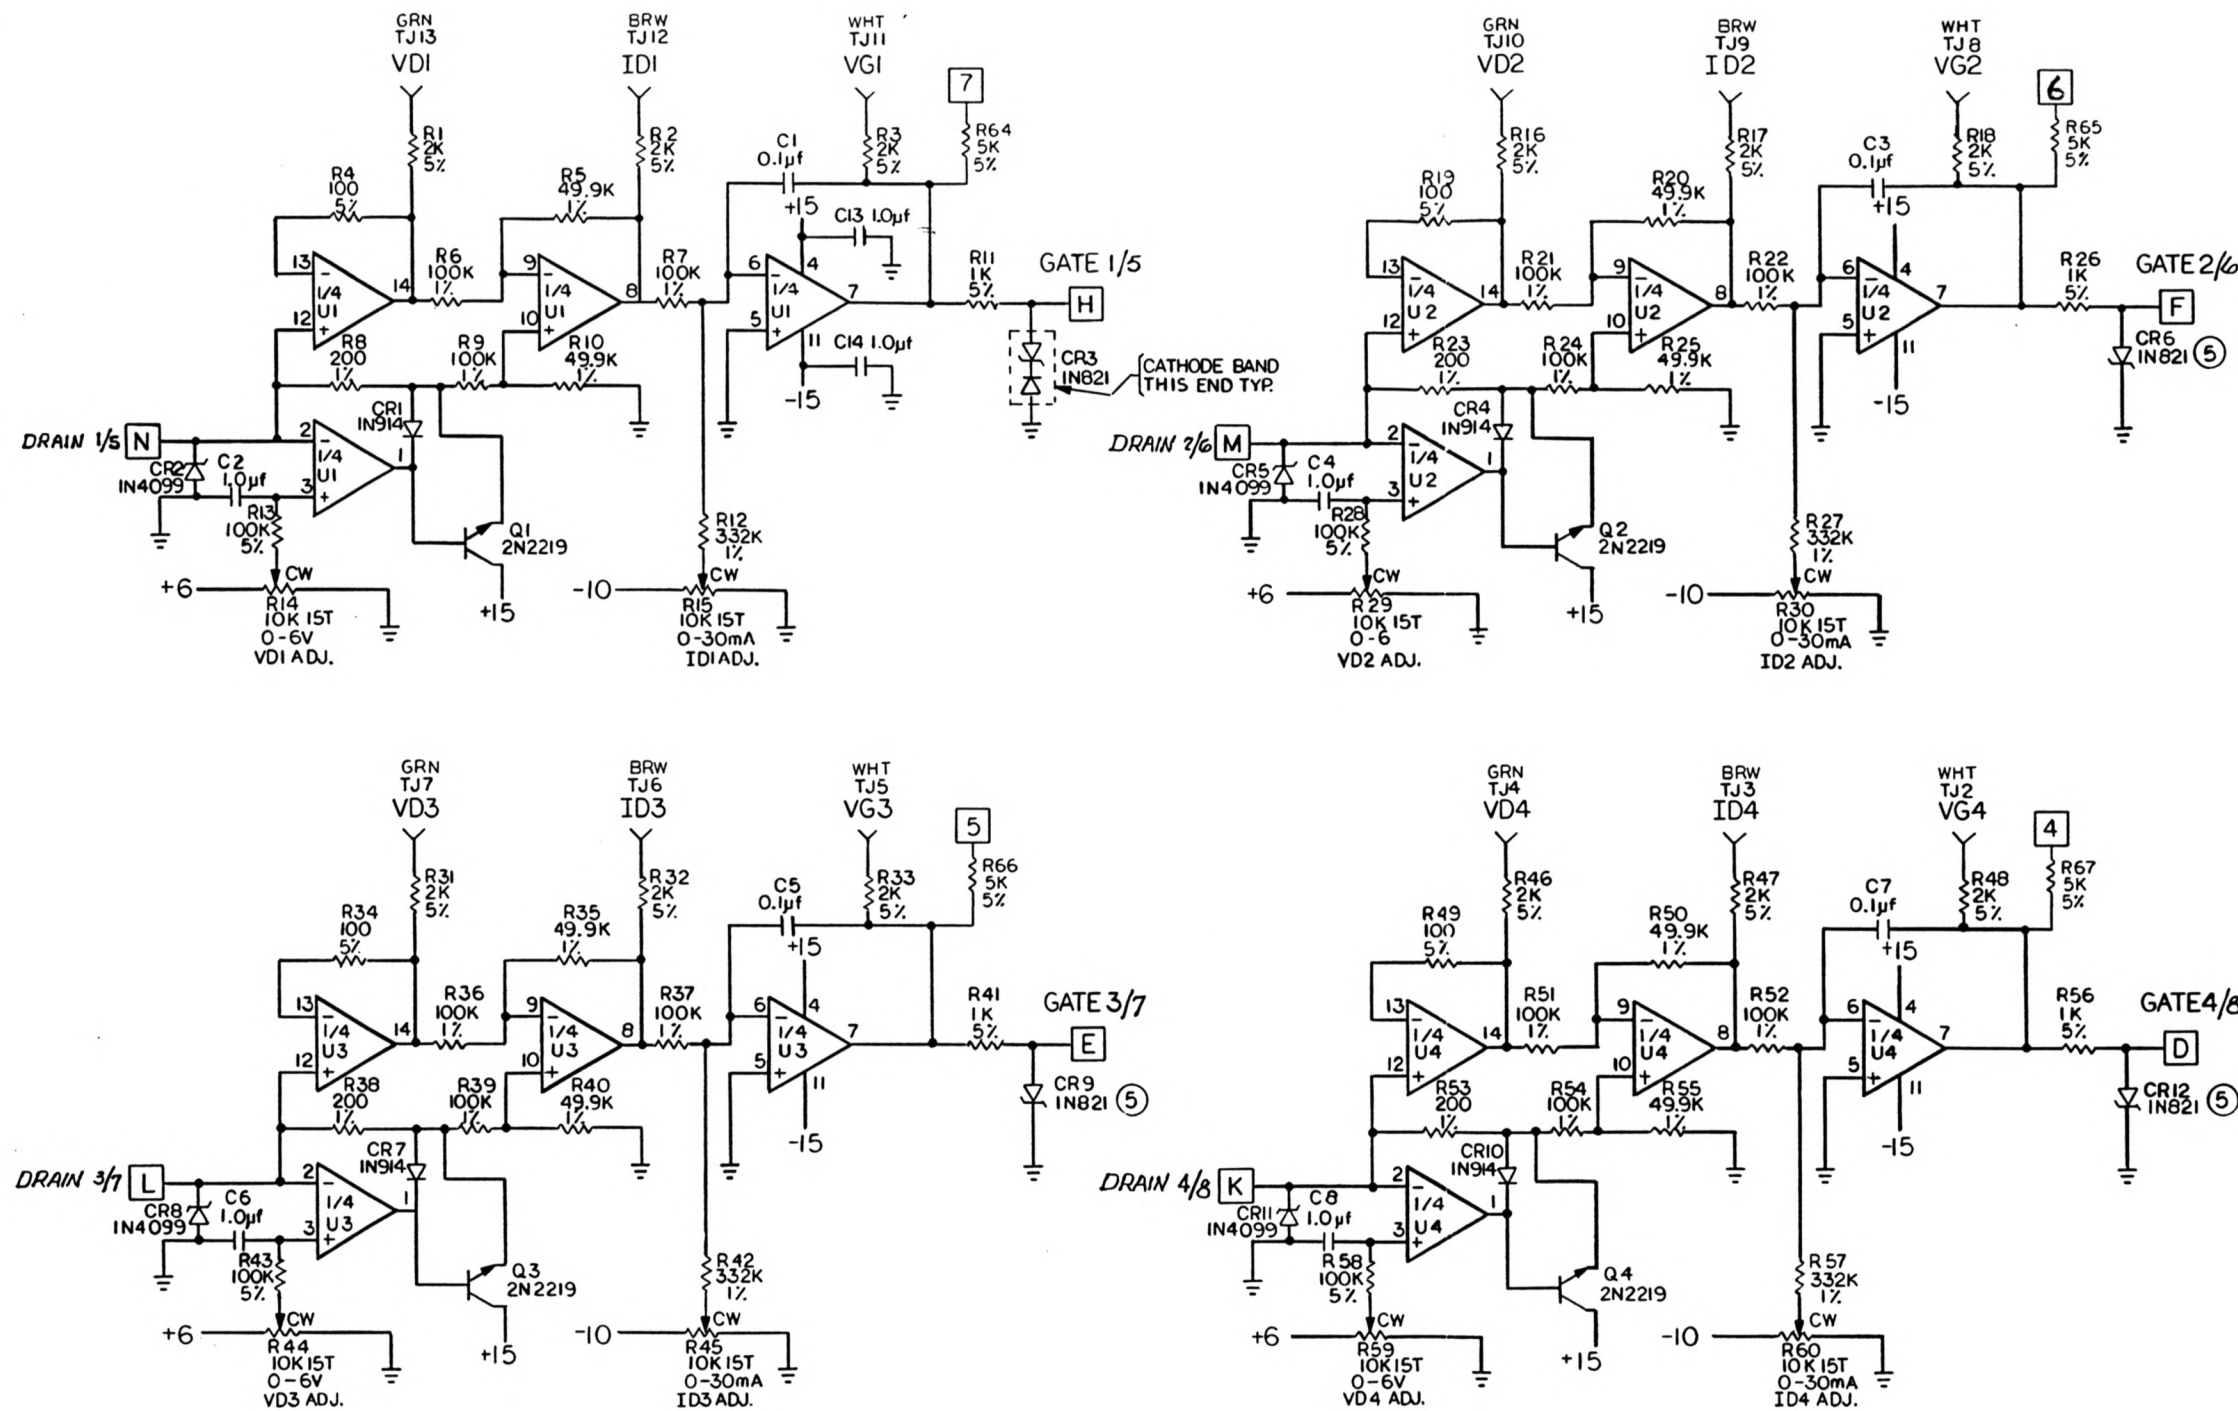 GRN
TJ13
VD1
BRW
TJ12
ID1
WHT
TJ11
VG1
7
R1
2K
5%
R2
2K
5%
C1
0.1µf
R3
2K
5%
R64
5K
5%
R4
100
5%
R5
49.9K
1%
+15
C13 1.0µf
13
-
1/4
U1
12
+
14
R6
100K
1%
9
-
1/4
U1
10
+
8
R7
100K
1%
6
-
1/4
U1
5
+
4
7
11
R11
1K
5%
GATE 1/5
H
R8
200
1%
R9
100K
1%
R10
49.9K
1%
C14 1.0µf
-15
CR3
1N821
CATHODE BAND
THIS END TYP.
CR1
1N914
DRAIN 1/5
N
2
-
1/4
U1
3
+
1
CR2
1N4099
C2
1.0µf
R13
100K
5%
Q1
2N2219
R12
332K
1%
+6
CW
R14
10K 15T
0-6V
VD1 ADJ.
+15
-10
CW
R15
10K 15T
0-30mA
ID1 ADJ.
GRN
TJ10
VD2
BRW
TJ9
ID2
WHT
TJ8
VG2
6
R16
2K
5%
R17
2K
5%
C3
0.1µf
R18
2K
5%
R65
5K
5%
R19
100
5%
R20
49.9K
1%
+15
13
-
1/4
U2
12
+
14
R21
100K
1%
9
-
1/4
U2
10
+
8
R22
100K
1%
6
-
1/4
U2
5
+
4
7
11
R26
1K
5%
GATE 2/6
F
R23
200
1%
R24
100K
1%
R25
49.9K
1%
-15
CR6
1N821
5
CR4
1N914
DRAIN 2/6
M
2
-
1/4
U2
3
+
1
CR5
1N4099
C4
1.0µf
R28
100K
5%
Q2
2N2219
R27
332K
1%
+6
CW
R29
10K 15T
0-6
VD2 ADJ.
+15
-10
CW
R30
10K 15T
0-30mA
ID2 ADJ.
GRN
TJ7
VD3
BRW
TJ6
ID3
WHT
TJ5
VG3
5
R31
2K
5%
R32
2K
5%
C5
0.1µf
R33
2K
5%
R66
5K
5%
R34
100
5%
R35
49.9K
1%
+15
13
-
1/4
U3
12
+
14
R36
100K
1%
9
-
1/4
U3
10
+
8
R37
100K
1%
6
-
1/4
U3
5
+
4
7
11
R41
1K
5%
GATE 3/7
E
R38
200
1%
R39
100K
1%
R40
49.9K
1%
-15
CR9
1N821
5
CR7
1N914
DRAIN 3/7
L
2
-
1/4
U3
3
+
1
CR8
1N4099
C6
1.0µf
R43
100K
5%
Q3
2N2219
R42
332K
1%
+6
CW
R44
10K 15T
0-6V
VD3 ADJ.
+15
-10
CW
R45
10K 15T
0-30mA
ID3 ADJ.
GRN
TJ4
VD4
BRW
TJ3
ID4
WHT
TJ2
VG4
4
R46
2K
5%
R47
2K
5%
C7
0.1µf
R48
2K
5%
R67
5K
5%
R49
100
5%
R50
49.9K
1%
+15
13
-
1/4
U4
12
+
14
R51
100K
1%
9
-
1/4
U4
10
+
8
R52
100K
1%
6
-
1/4
U4
5
+
4
7
11
R56
1K
5%
GATE 4/8
D
R53
200
1%
R54
100K
1%
R55
49.9K
1%
-15
CR12
1N821
5
CR10
1N914
DRAIN 4/8
K
2
-
1/4
U4
3
+
1
CR11
1N4099
C8
1.0µf
R58
100K
5%
Q4
2N2219
R57
332K
1%
+6
CW
R59
10K 15T
0-6V
VD4 ADJ.
+15
-10
CW
R60
10K 15T
0-30mA
ID4 ADJ.